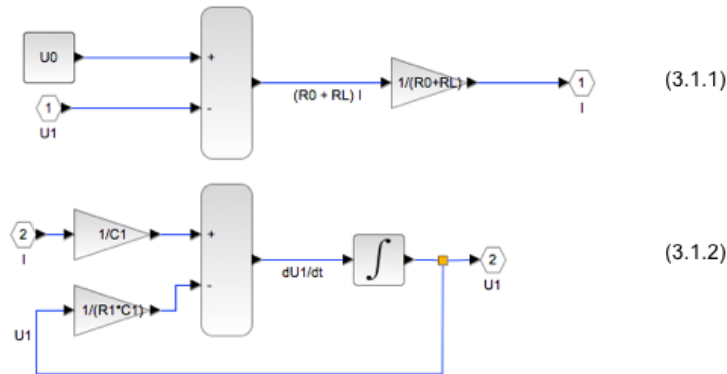 U0
+
1/(R0+RL)
1
(3.1.1)
1
-
(R0 + RL) I
I
U1
2
1/C1
+
2
(3.1.2)
I
dU1/dt
∫
U1
-
1/(R1*C1)
U1